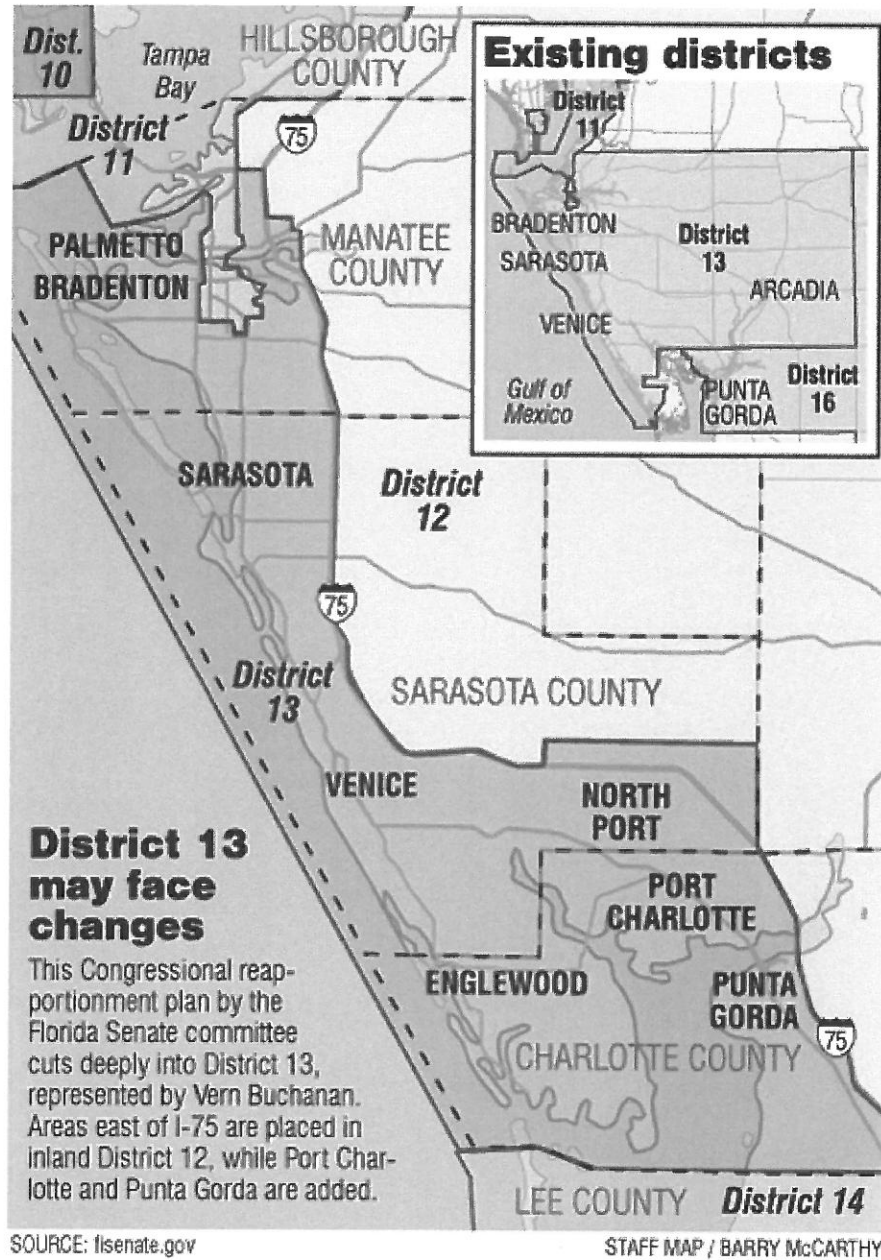 Dist.
10
Tampa
Bay
HILLSBOROUGH
COUNTY
District
11
75
PALMETTO
BRADENTON
MANATEE
COUNTY
Existing districts
District
11
BRADENTON
SARASOTA
District
13
ARCADIA
VENICE
Gulf of
Mexico
PUNTA
GORDA
District
16
SARASOTA
District
12
75
District
13
SARASOTA COUNTY
VENICE
NORTH
PORT
PORT
CHARLOTTE
ENGLEWOOD
PUNTA
GORDA
75
CHARLOTTE COUNTY
LEE COUNTY
District 14
District 13
may face
changes
This Congressional reap-
portionment plan by the
Florida Senate committee
cuts deeply into District 13,
represented by Vern Buchanan.
Areas east of I-75 are placed in
inland District 12, while Port Char-
lotte and Punta Gorda are added.
SOURCE: flsenate.gov
STAFF MAP / BARRY McCARTHY